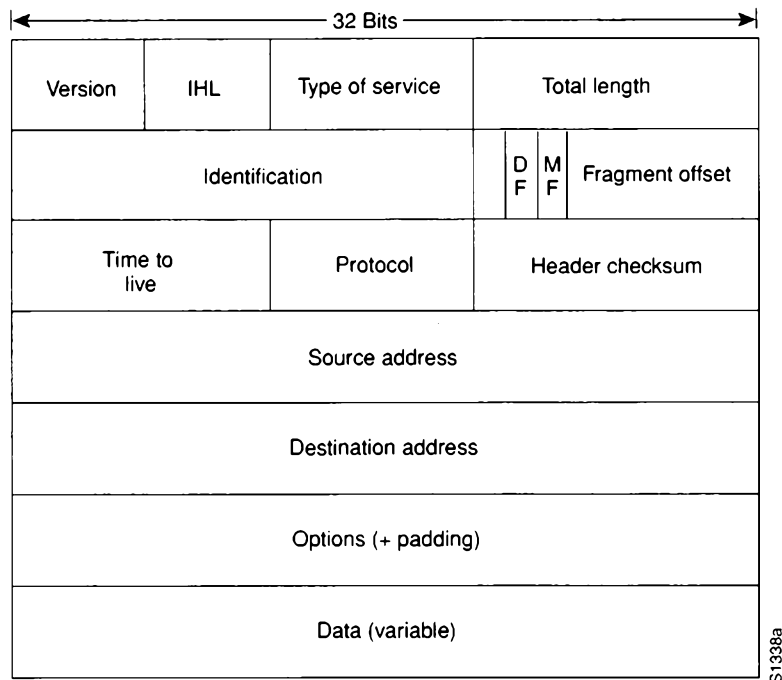 32 Bits
Version
IHL
Type of service
Total length
Identification
D
F
M
F
Fragment offset
Time to
live
Protocol
Header checksum
Source address
Destination address
Options (+ padding)
Data (variable)
S1338a